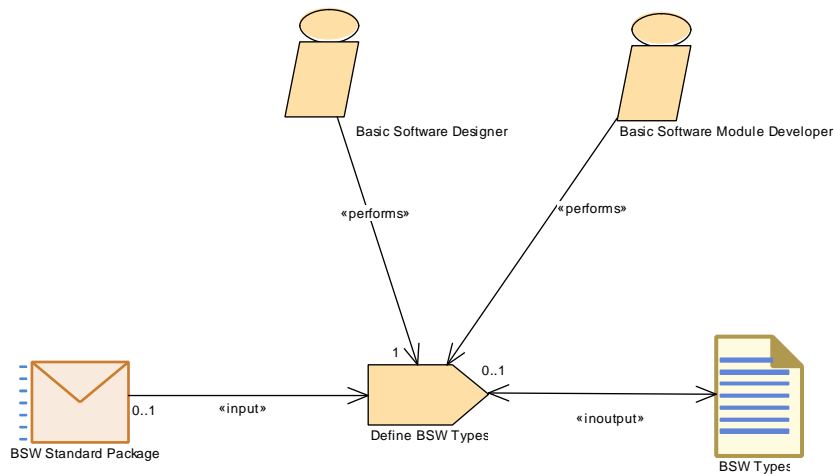 Basic Software Designer
Basic Software Module Developer
«performs»
«performs»
1
0..1
0..1
«input»
«inoutput»
Define BSW Types
BSW Standard Package
BSW Types